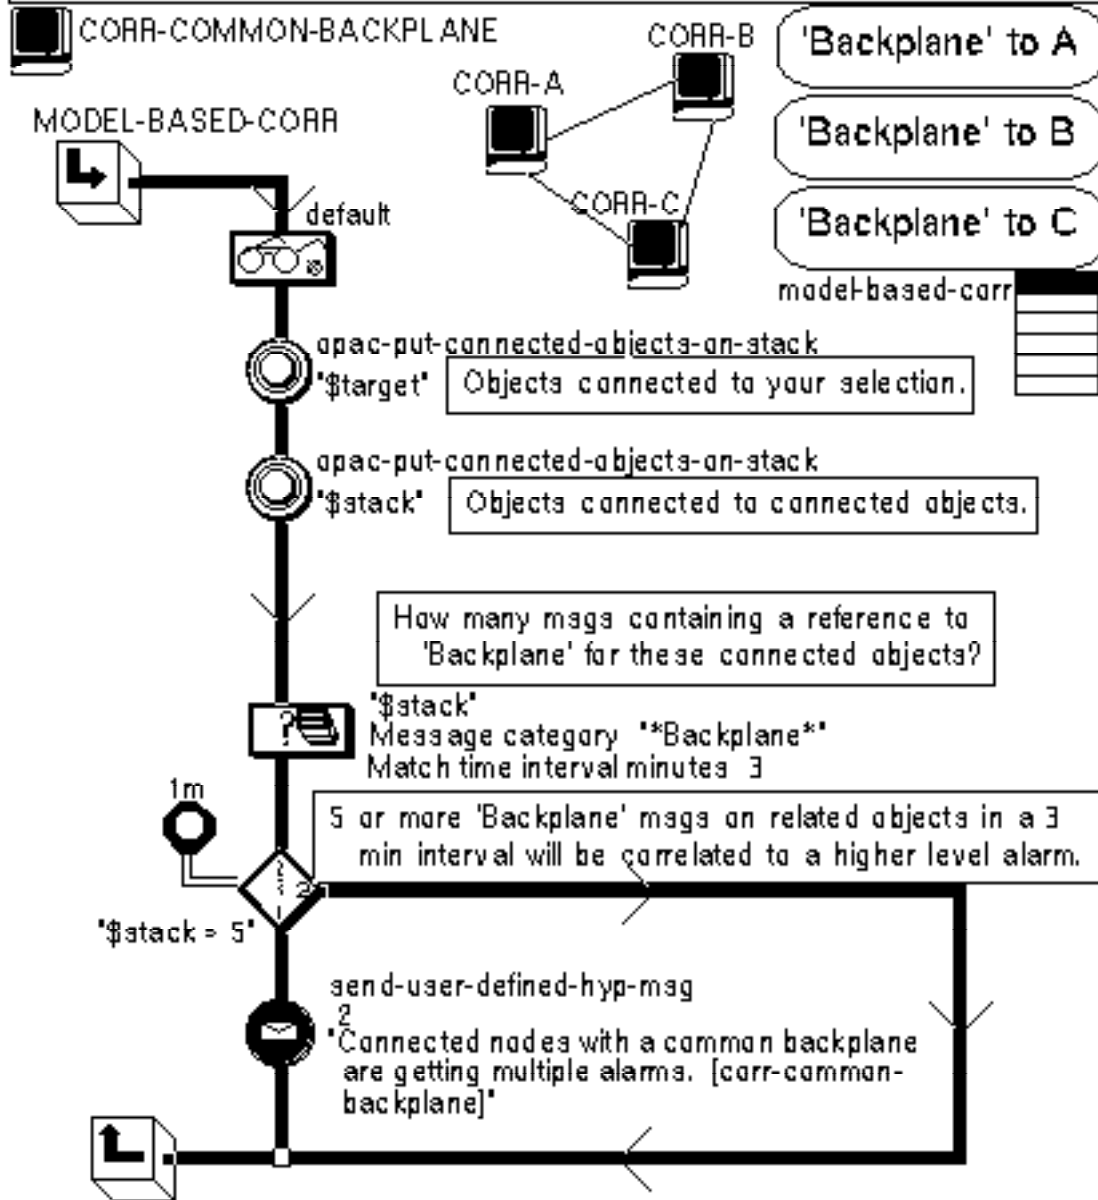 CORR-COMMON-BACKPLANE
CORR-B
'Backplane' to A
CORR-A
MODEL-BASED-CORR
'Backplane' to B
default
CORR-C
'Backplane' to C
model-based-corr
opac-put-connected-objects-on-stack
"$target"
Objects connected to your selection.
opac-put-connected-objects-on-stack
"$stack"
Objects connected to connected objects.
How many msgs containing a reference to
'Backplane' for these connected objects?
?
"$stack"
Message category "*Backplane*"
Match time interval minutes 3
1m
5 or more 'Backplane' msgs on related objects in a 3
min interval will be correlated to a higher level alarm.
2
"$stack > 5"
send-user-defined-hyp-msg
2
"Connected nodes with a common backplane
are getting multiple alarms. [corr-common-
backplane]"